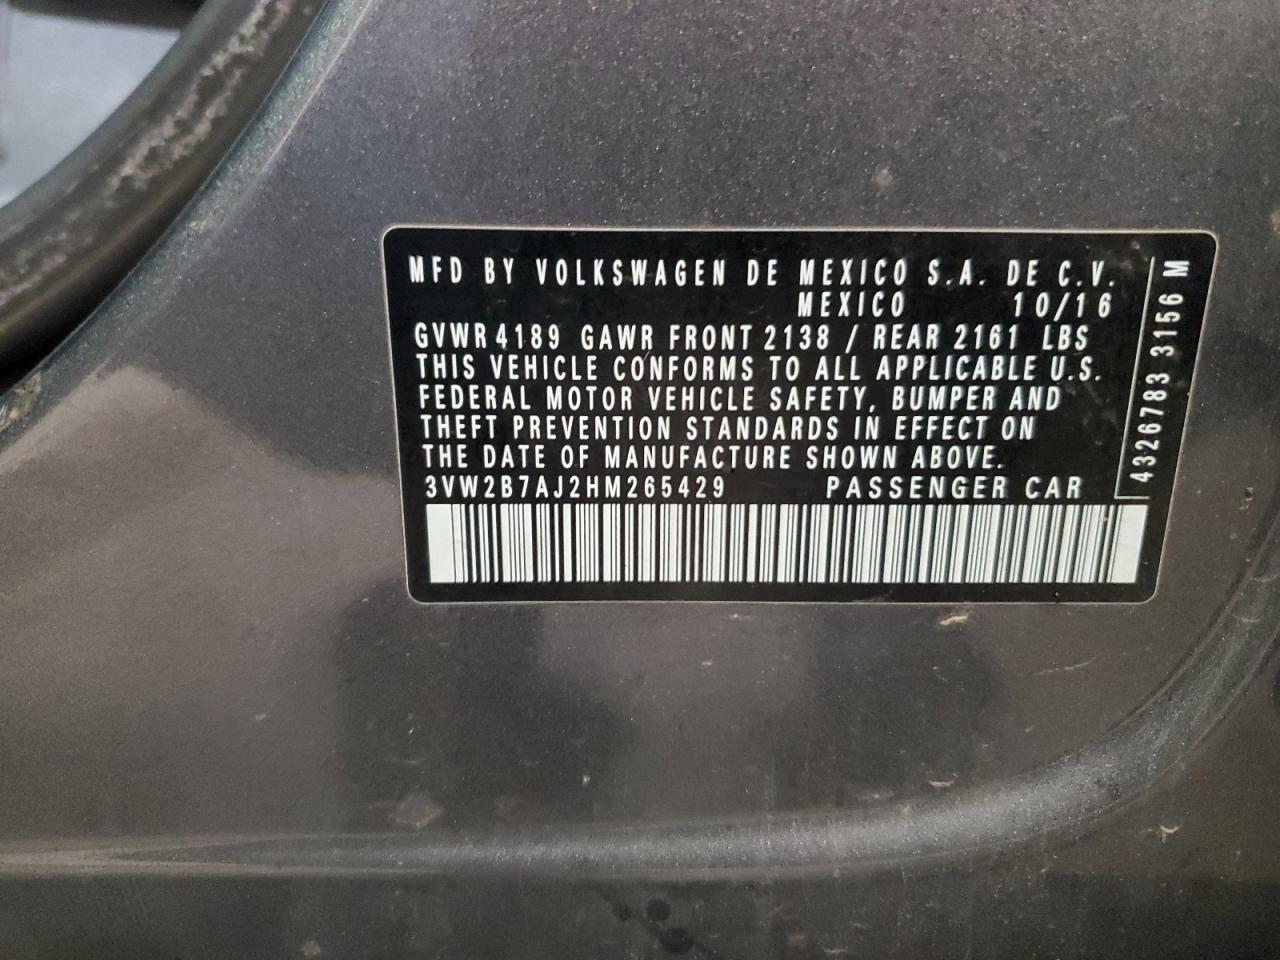 MFD BY VOLKSWAGEN DE MEXICO S.A. DE C.V.
MEXICO 10/16
GVWR 4189 GAWR FRONT 2138 / REAR 2161 LBS
THIS VEHICLE CONFORMS TO ALL APPLICABLE U.S.
FEDERAL MOTOR VEHICLE SAFETY, BUMPER AND
THEFT PREVENTION STANDARDS IN EFFECT ON
THE DATE OF MANUFACTURE SHOWN ABOVE.
3VW2B7AJ2HM265429 PASSENGER CAR
4326783 3156 M